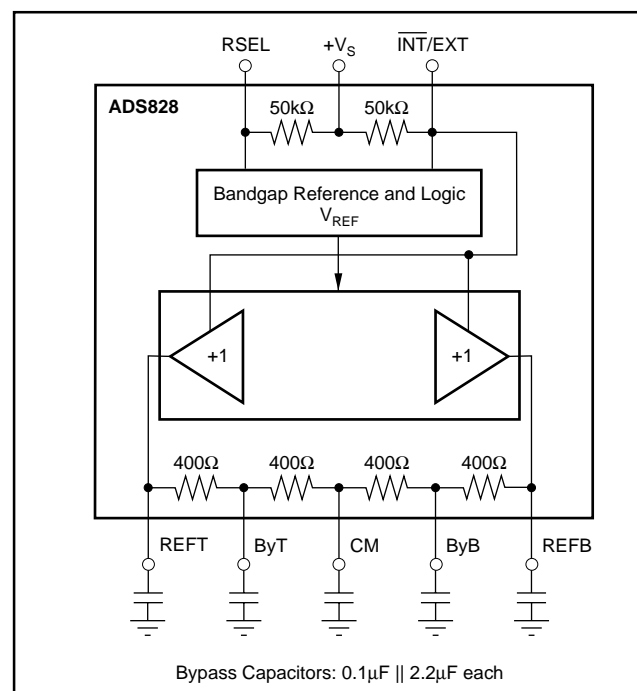 RSEL +VS INT/EXT
ADS828
50kΩ 50kΩ
Bandgap Reference and Logic
VREF
+1 +1
400Ω 400Ω 400Ω 400Ω
REFT ByT CM ByB REFB
Bypass Capacitors: 0.1µF || 2.2µF each